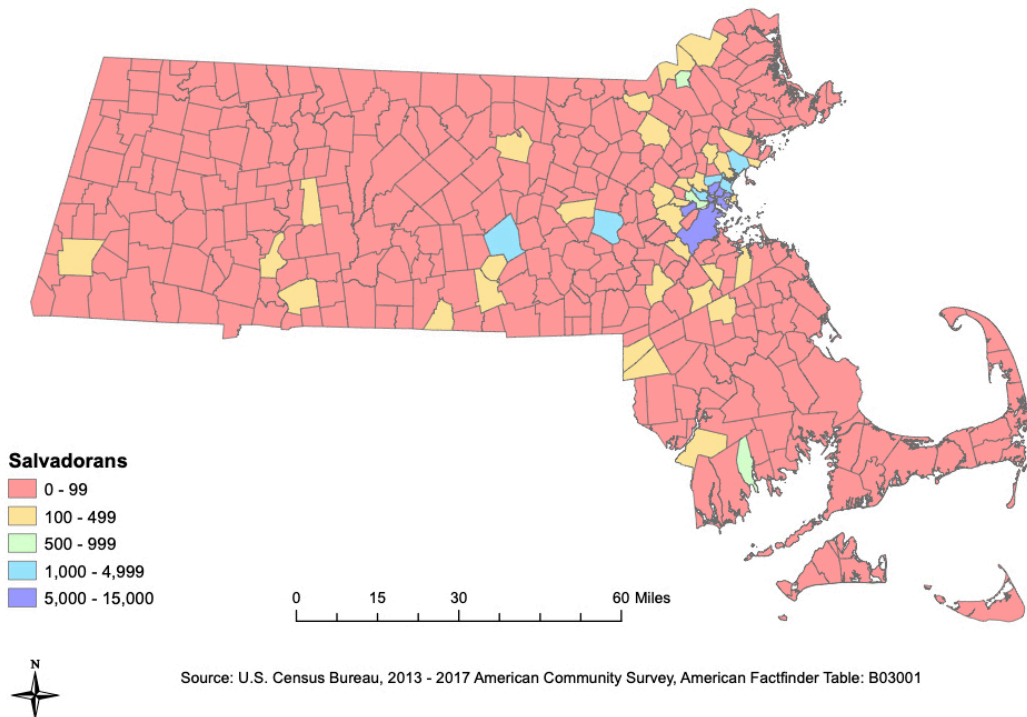 Salvadorans
0 - 99
100 - 499
500 - 999
1,000 - 4,999
5,000 - 15,000
0 15 30 60 Miles
N
Source: U.S. Census Bureau, 2013 - 2017 American Community Survey, American Factfinder Table: B03001